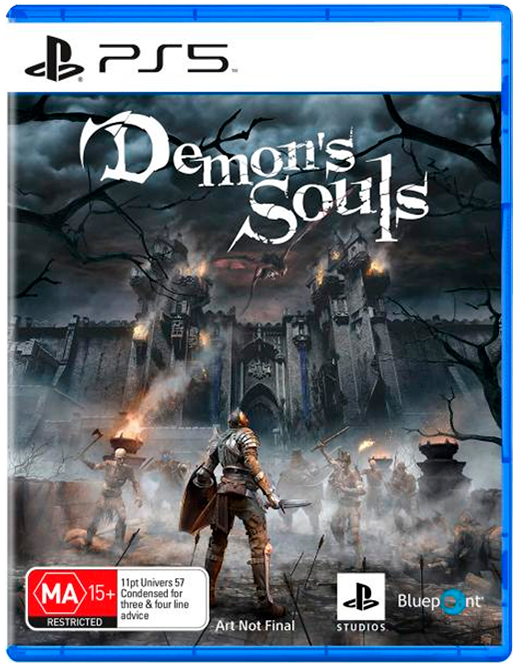 PS5
Demon's
Souls
MA 15+
RESTRICTED
11pt Univers 57
Condensed for
three & four line
advice
Art Not Final
STUDIOS
Bluepoint